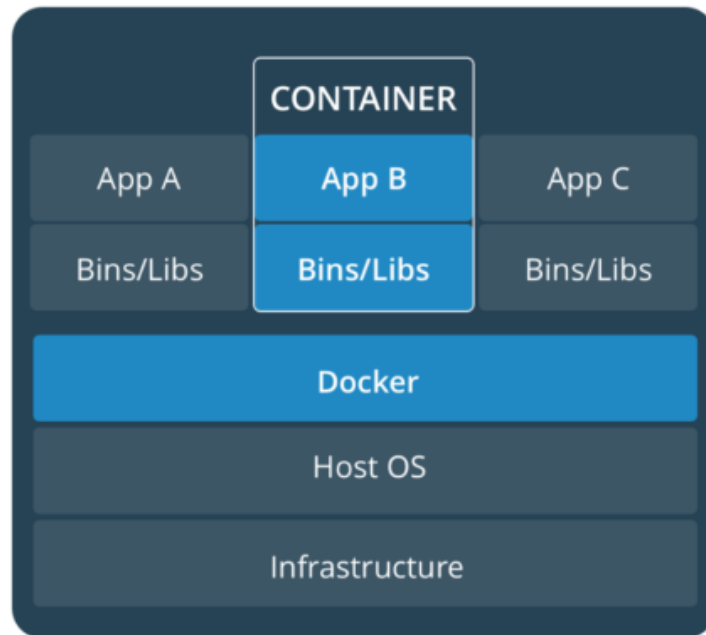 CONTAINER
App A App B App C
Bins/Libs Bins/Libs Bins/Libs
Docker
Host OS
Infrastructure